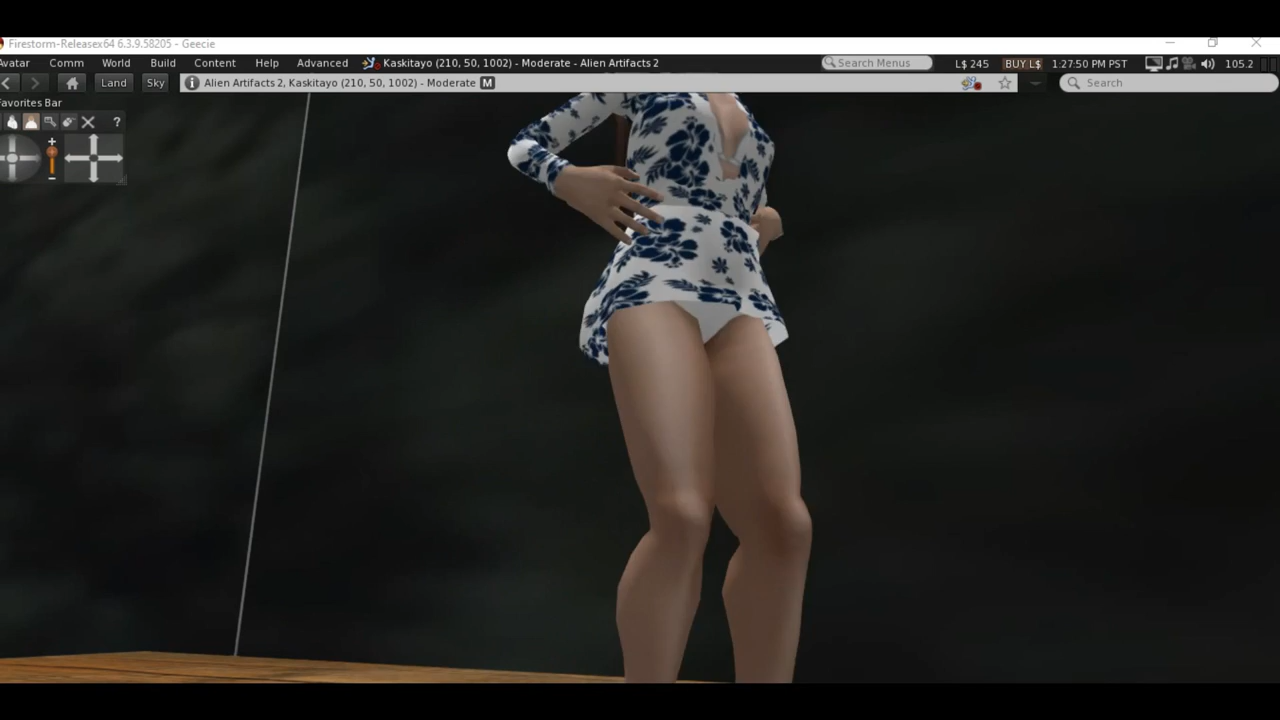 Firestorm-Releasex64 6.3.9.58205 - Geecie
Avatar Comm World Build Content Help Advanced Kaskitayo (210, 50, 1002) - Moderate - Alien Artifacts 2 Search Menus L$ 245 BUY L$ 1:27:50 PM PST 105.2
Land Sky Alien Artifacts 2, Kaskitayo (210, 50, 1002) - Moderate M Search
Favorites Bar
?